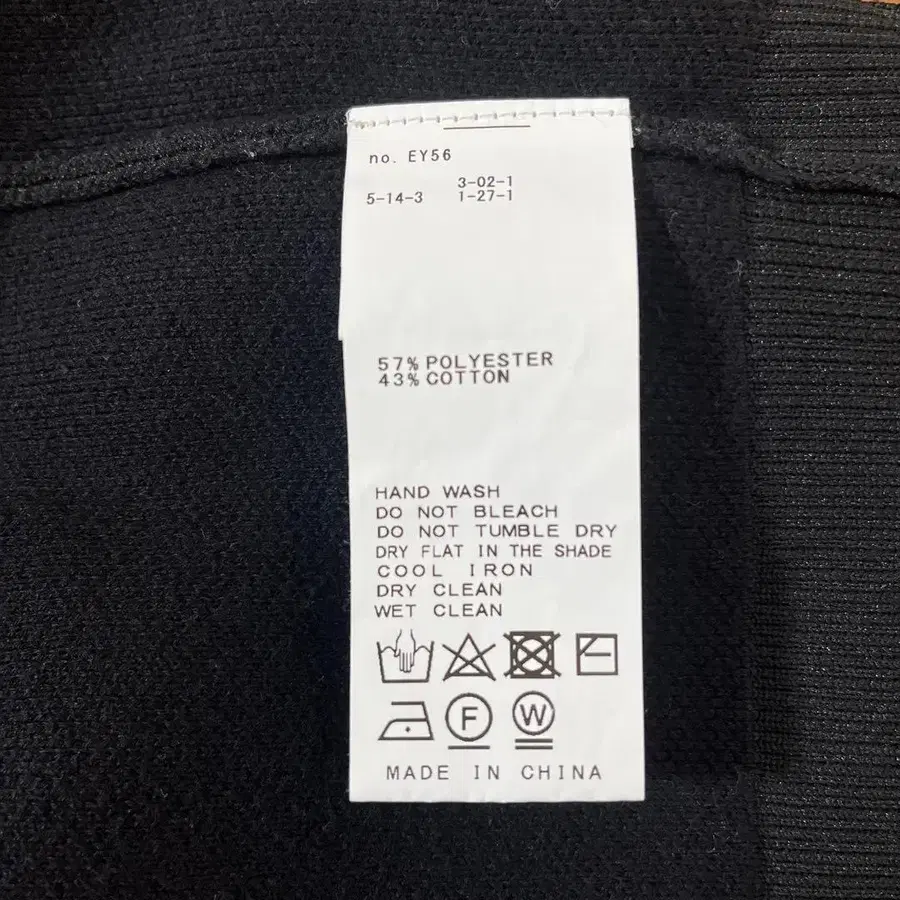 no. EY56
3-02-1
5-14-3 1-27-1
57% POLYESTER
43% COTTON
HAND WASH
DO NOT BLEACH
DO NOT TUMBLE DRY
DRY FLAT IN THE SHADE
COOL IRON
DRY CLEAN
WET CLEAN
F W
MADE IN CHINA